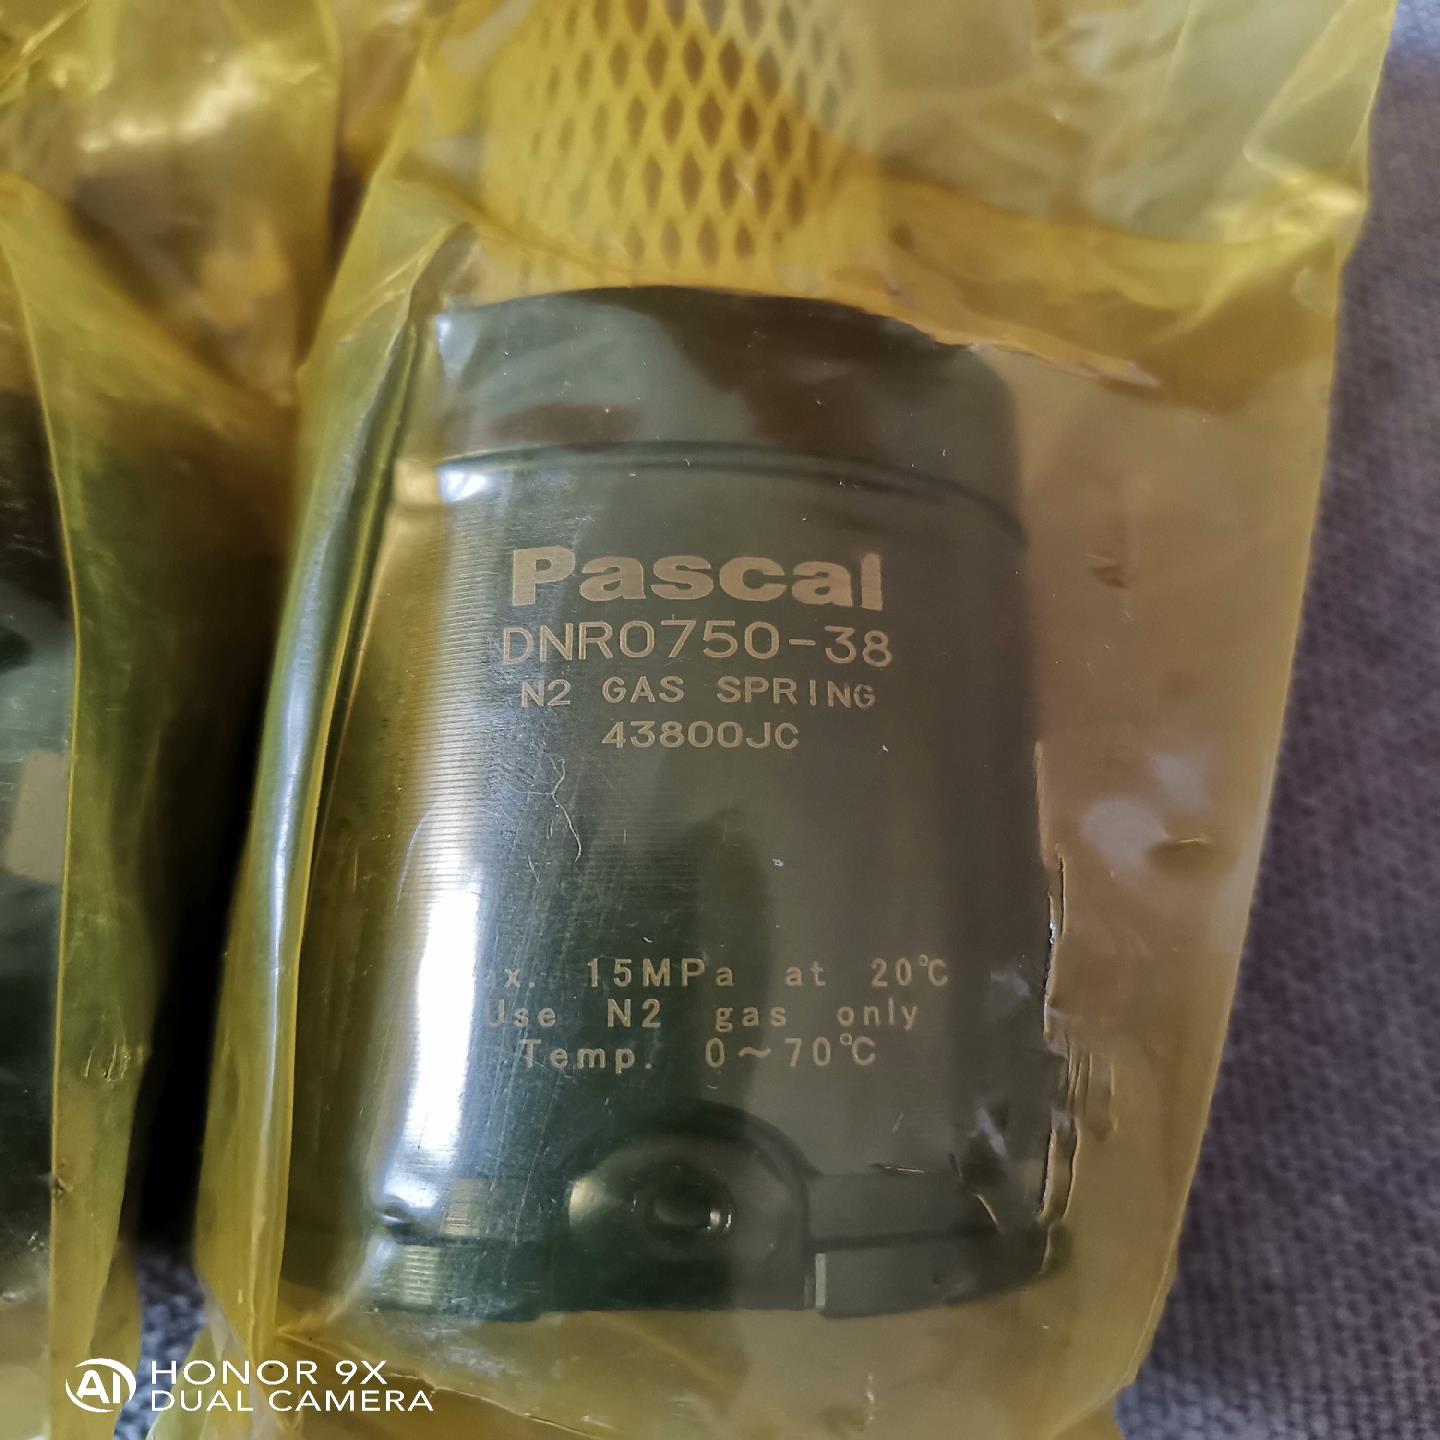 Pascal
DNR0750-38
N2 GAS SPRING
43800JC
15MPa at 20℃
Use N2 gas only
Temp. 0~70℃
AI HONOR 9X
DUAL CAMERA